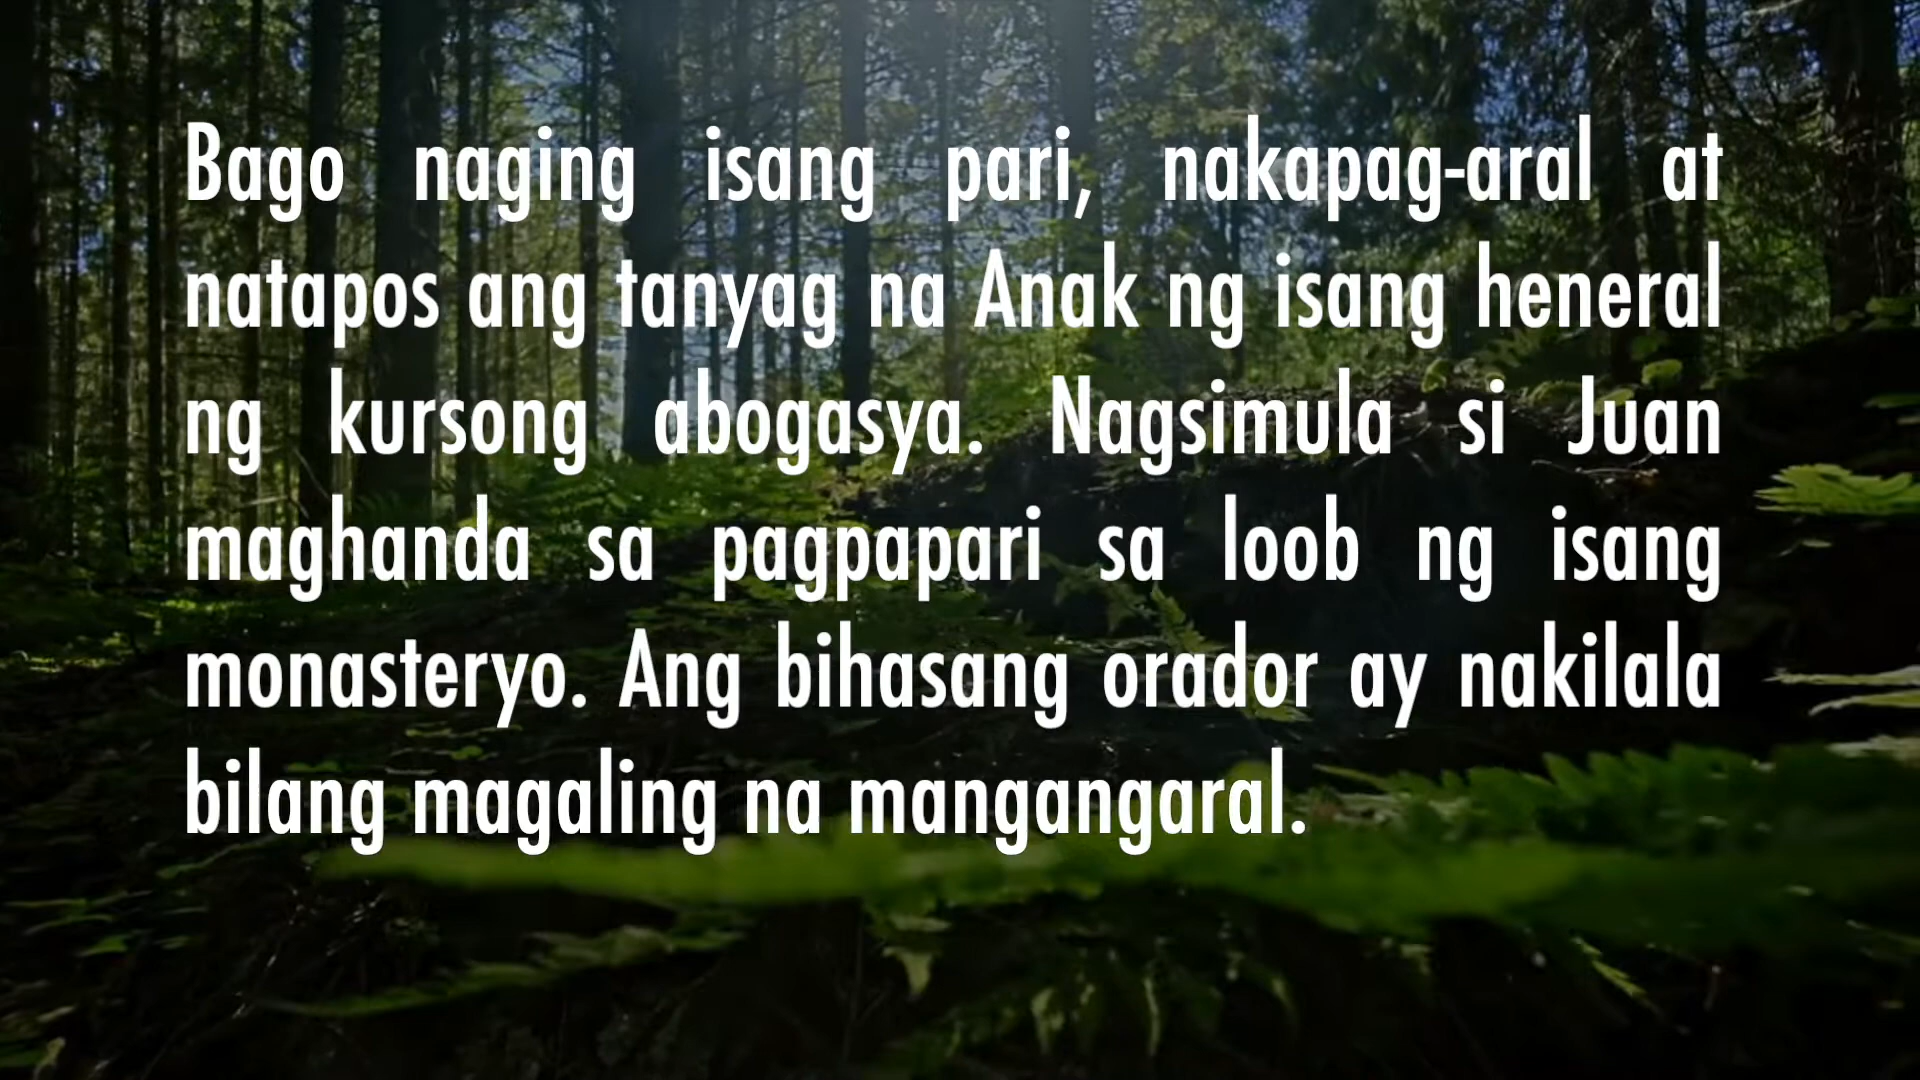 Bago naging isang pari, nakapag-aral at
natapos ang tanyag na Anak ng isang heneral
ng kursong abogasya. Nagsimula si Juan
maghanda sa pagpapari sa loob ng isang
monasteryo. Ang bihasang orador ay nakilala
bilang magaling na mangangaral.